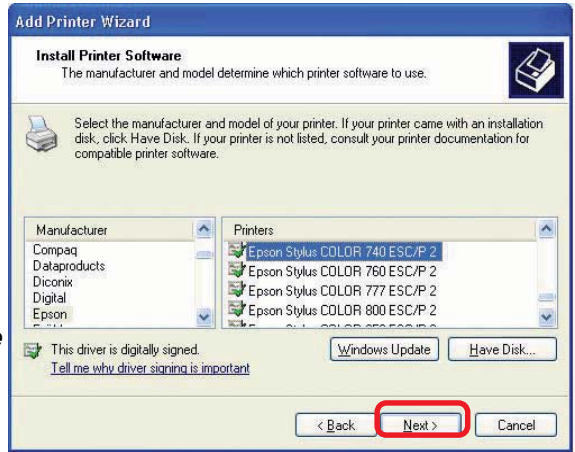 Add Printer Wizard
Install Printer Software
The manufacturer and model determine which printer software to use.
Select the manufacturer and model of your printer. If your printer came with an installation
disk, click Have Disk. If your printer is not listed, consult your printer documentation for
compatible printer software.
Manufacturer
Compaq
Dataproducts
Diconix
Digital
Epson
Printers
Epson Stylus COLOR 740 ESC/P 2
Epson Stylus COLOR 760 ESC/P 2
Epson Stylus COLOR 777 ESC/P 2
Epson Stylus COLOR 800 ESC/P 2
This driver is digitally signed.
Tell me why driver signing is important
Windows Update
Have Disk...
< Back
Next >
Cancel